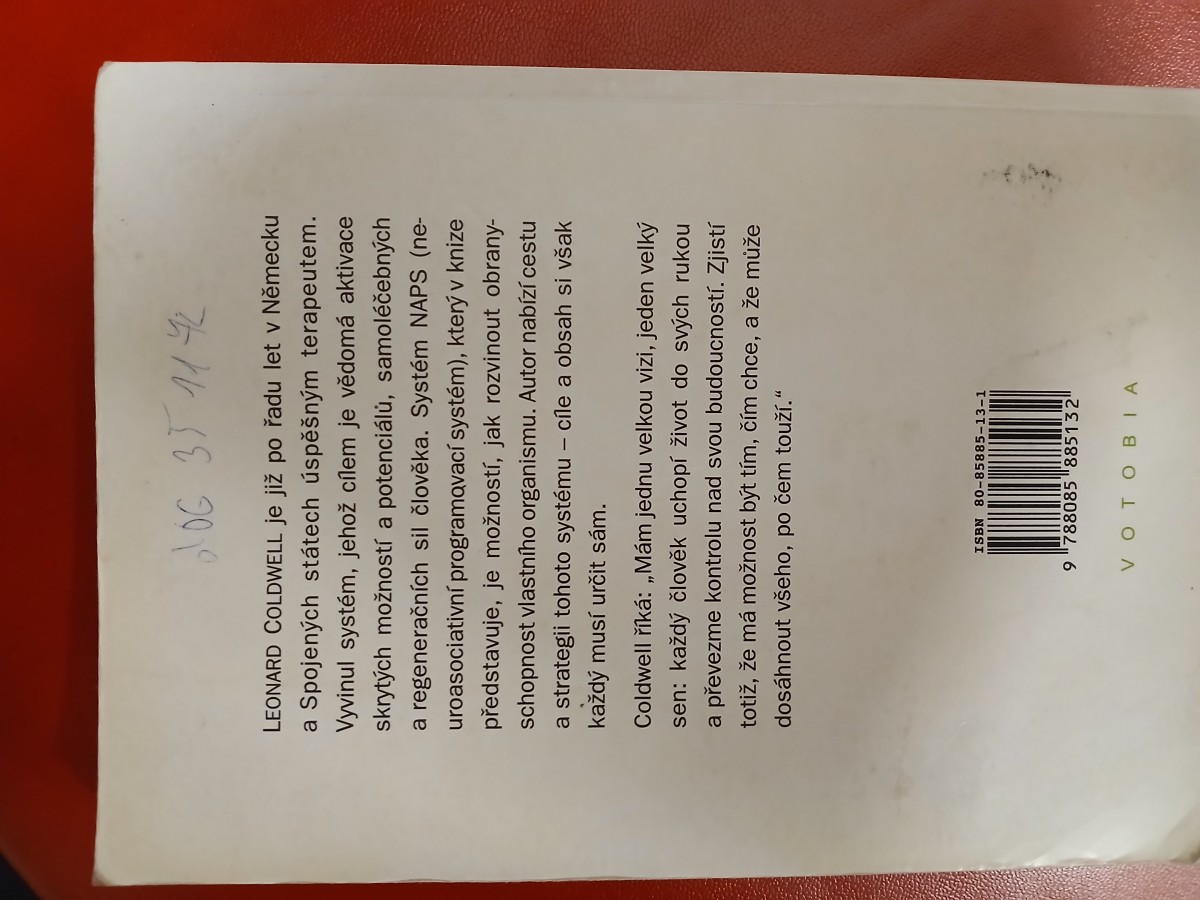 LEONARD COLDWELL je již po řadu let v Německu
a Spojených státech úspěšným terapeutem.
Vyvinul systém, jehož cílem je vědomá aktivace
skrytých možností a potenciálů, samoléčebných
a regeneračních sil člověka. Systém NAPS (ne-
uroasociativní programovací systém), který v knize
představuje, je možností, jak rozvinout obrany-
schopnost vlastního organismu. Autor nabízí cestu
a strategii tohoto systému – cíle a obsah si však
každý musí určit sám.
Coldwell říká: „Mám jednu velkou vizi, jeden velký
sen: každý člověk uchopí život do svých rukou
a převezme kontrolu nad svou budoucností. Zjistí
totiž, že má možnost být tím, čím chce, a že může
dosáhnout všeho, po čem touží.“
ISBN 80-85885-13-1
9 788085 885132
VOTOBIA